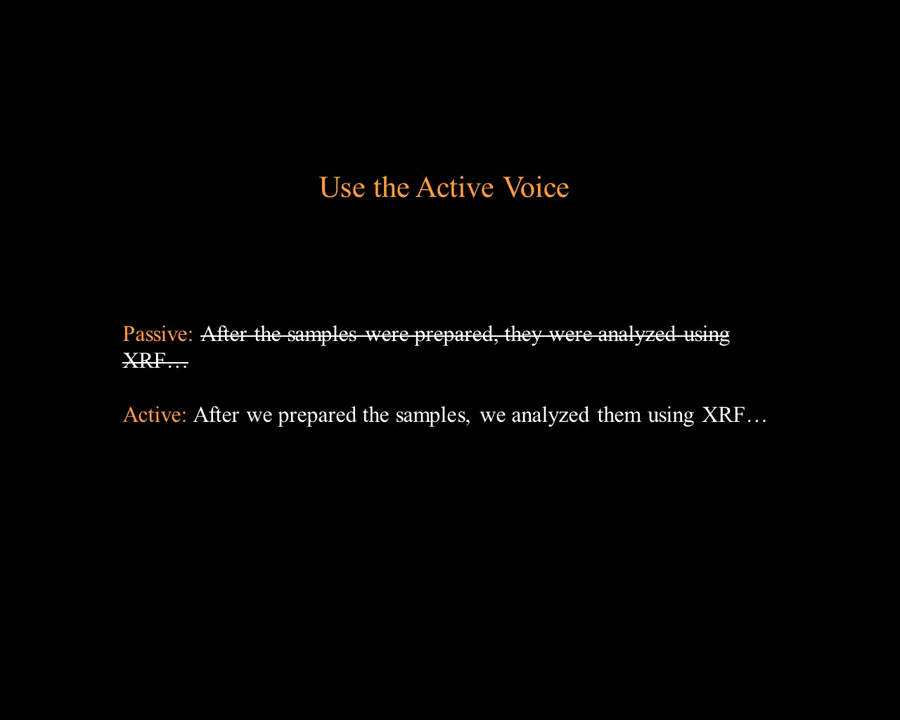 Use the Active Voice
Passive: After the samples were prepared, they were analyzed using
XRF…
Active: After we prepared the samples, we analyzed them using XRF…